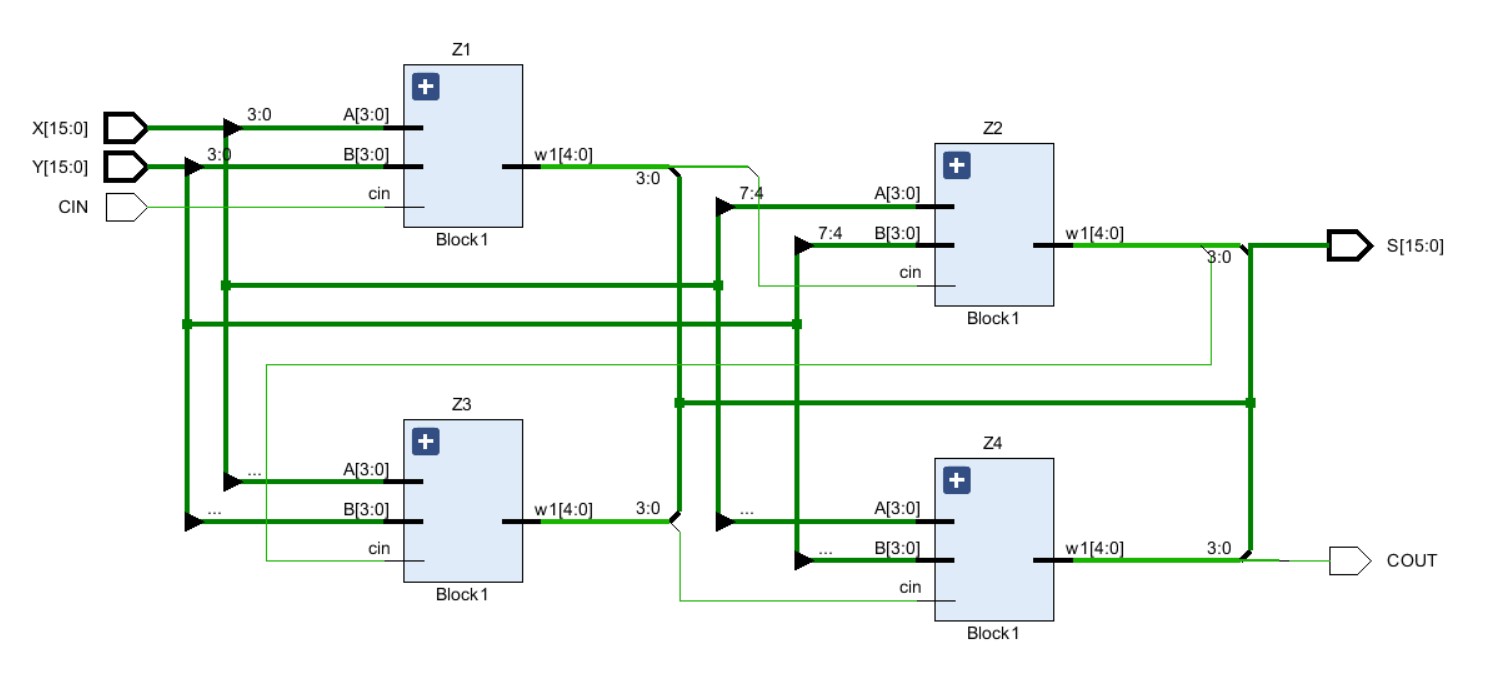 Z1
3:0
A[3:0]
X[15:0]
3:0
B[3:0]
w1[4:0]
Y[15:0]
3:0
cin
CIN
Block1
Z2
7:4
A[3:0]
7:4
B[3:0]
w1[4:0]
3:0
S[15:0]
cin
Block1
Z3
...
A[3:0]
...
B[3:0]
w1[4:0]
3:0
cin
Block1
Z4
...
A[3:0]
...
B[3:0]
w1[4:0]
3:0
COUT
cin
Block1